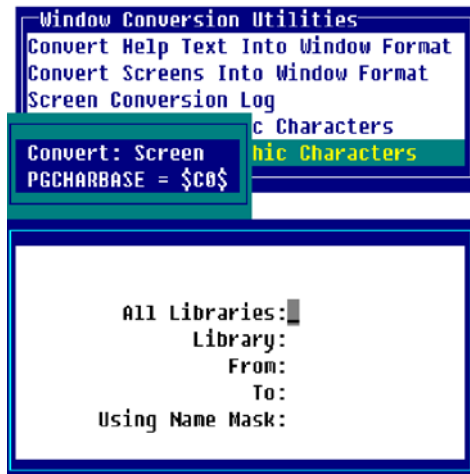 Window Conversion Utilities
Convert Help Text Into Window Format
Convert Screens Into Window Format
Screen Conversion Log
c Characters
Convert: Screen
hic Characters
PGCHARBASE = $C0$
All Libraries:
Library:
From:
To:
Using Name Mask: